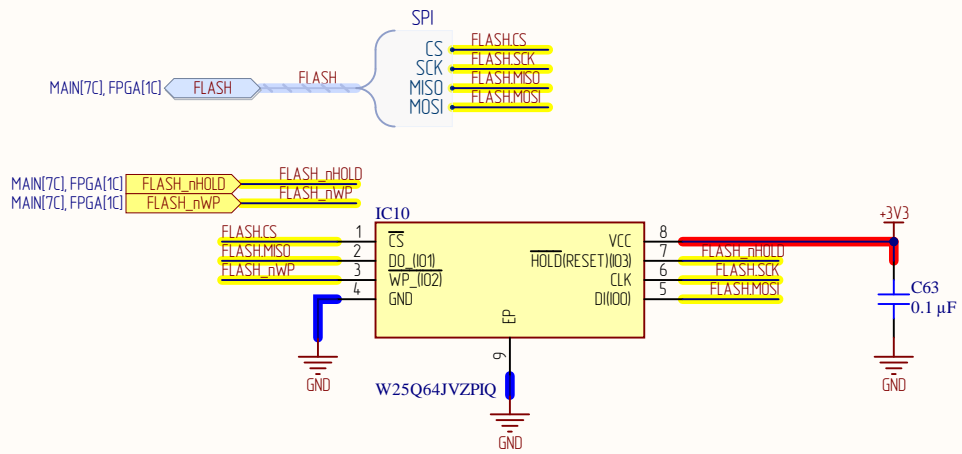 SPI
CS FLASH.CS
SCK FLASH.SCK
MAIN[7C], FPGA[1C] FLASH FLASH MISO FLASH.MISO
MOSI FLASH.MOSI
MAIN[7C], FPGA[1C] FLASH_nHOLD FLASH_nHOLD
MAIN[7C], FPGA[1C] FLASH_nWP FLASH_nWP
IC10 +3V3
FLASH.CS 1 CS VCC 8
FLASH.MISO 2 DO_(IO1) HOLD(RESET)(IO3) 7 FLASH_nHOLD
FLASH_nWP 3 WP_(IO2) CLK 6 FLASH.SCK
4 GND DI(IO0) 5 FLASH.MOSI
C63
0.1 µF
EP
9
GND
GND
W25Q64JVZPIQ
GND